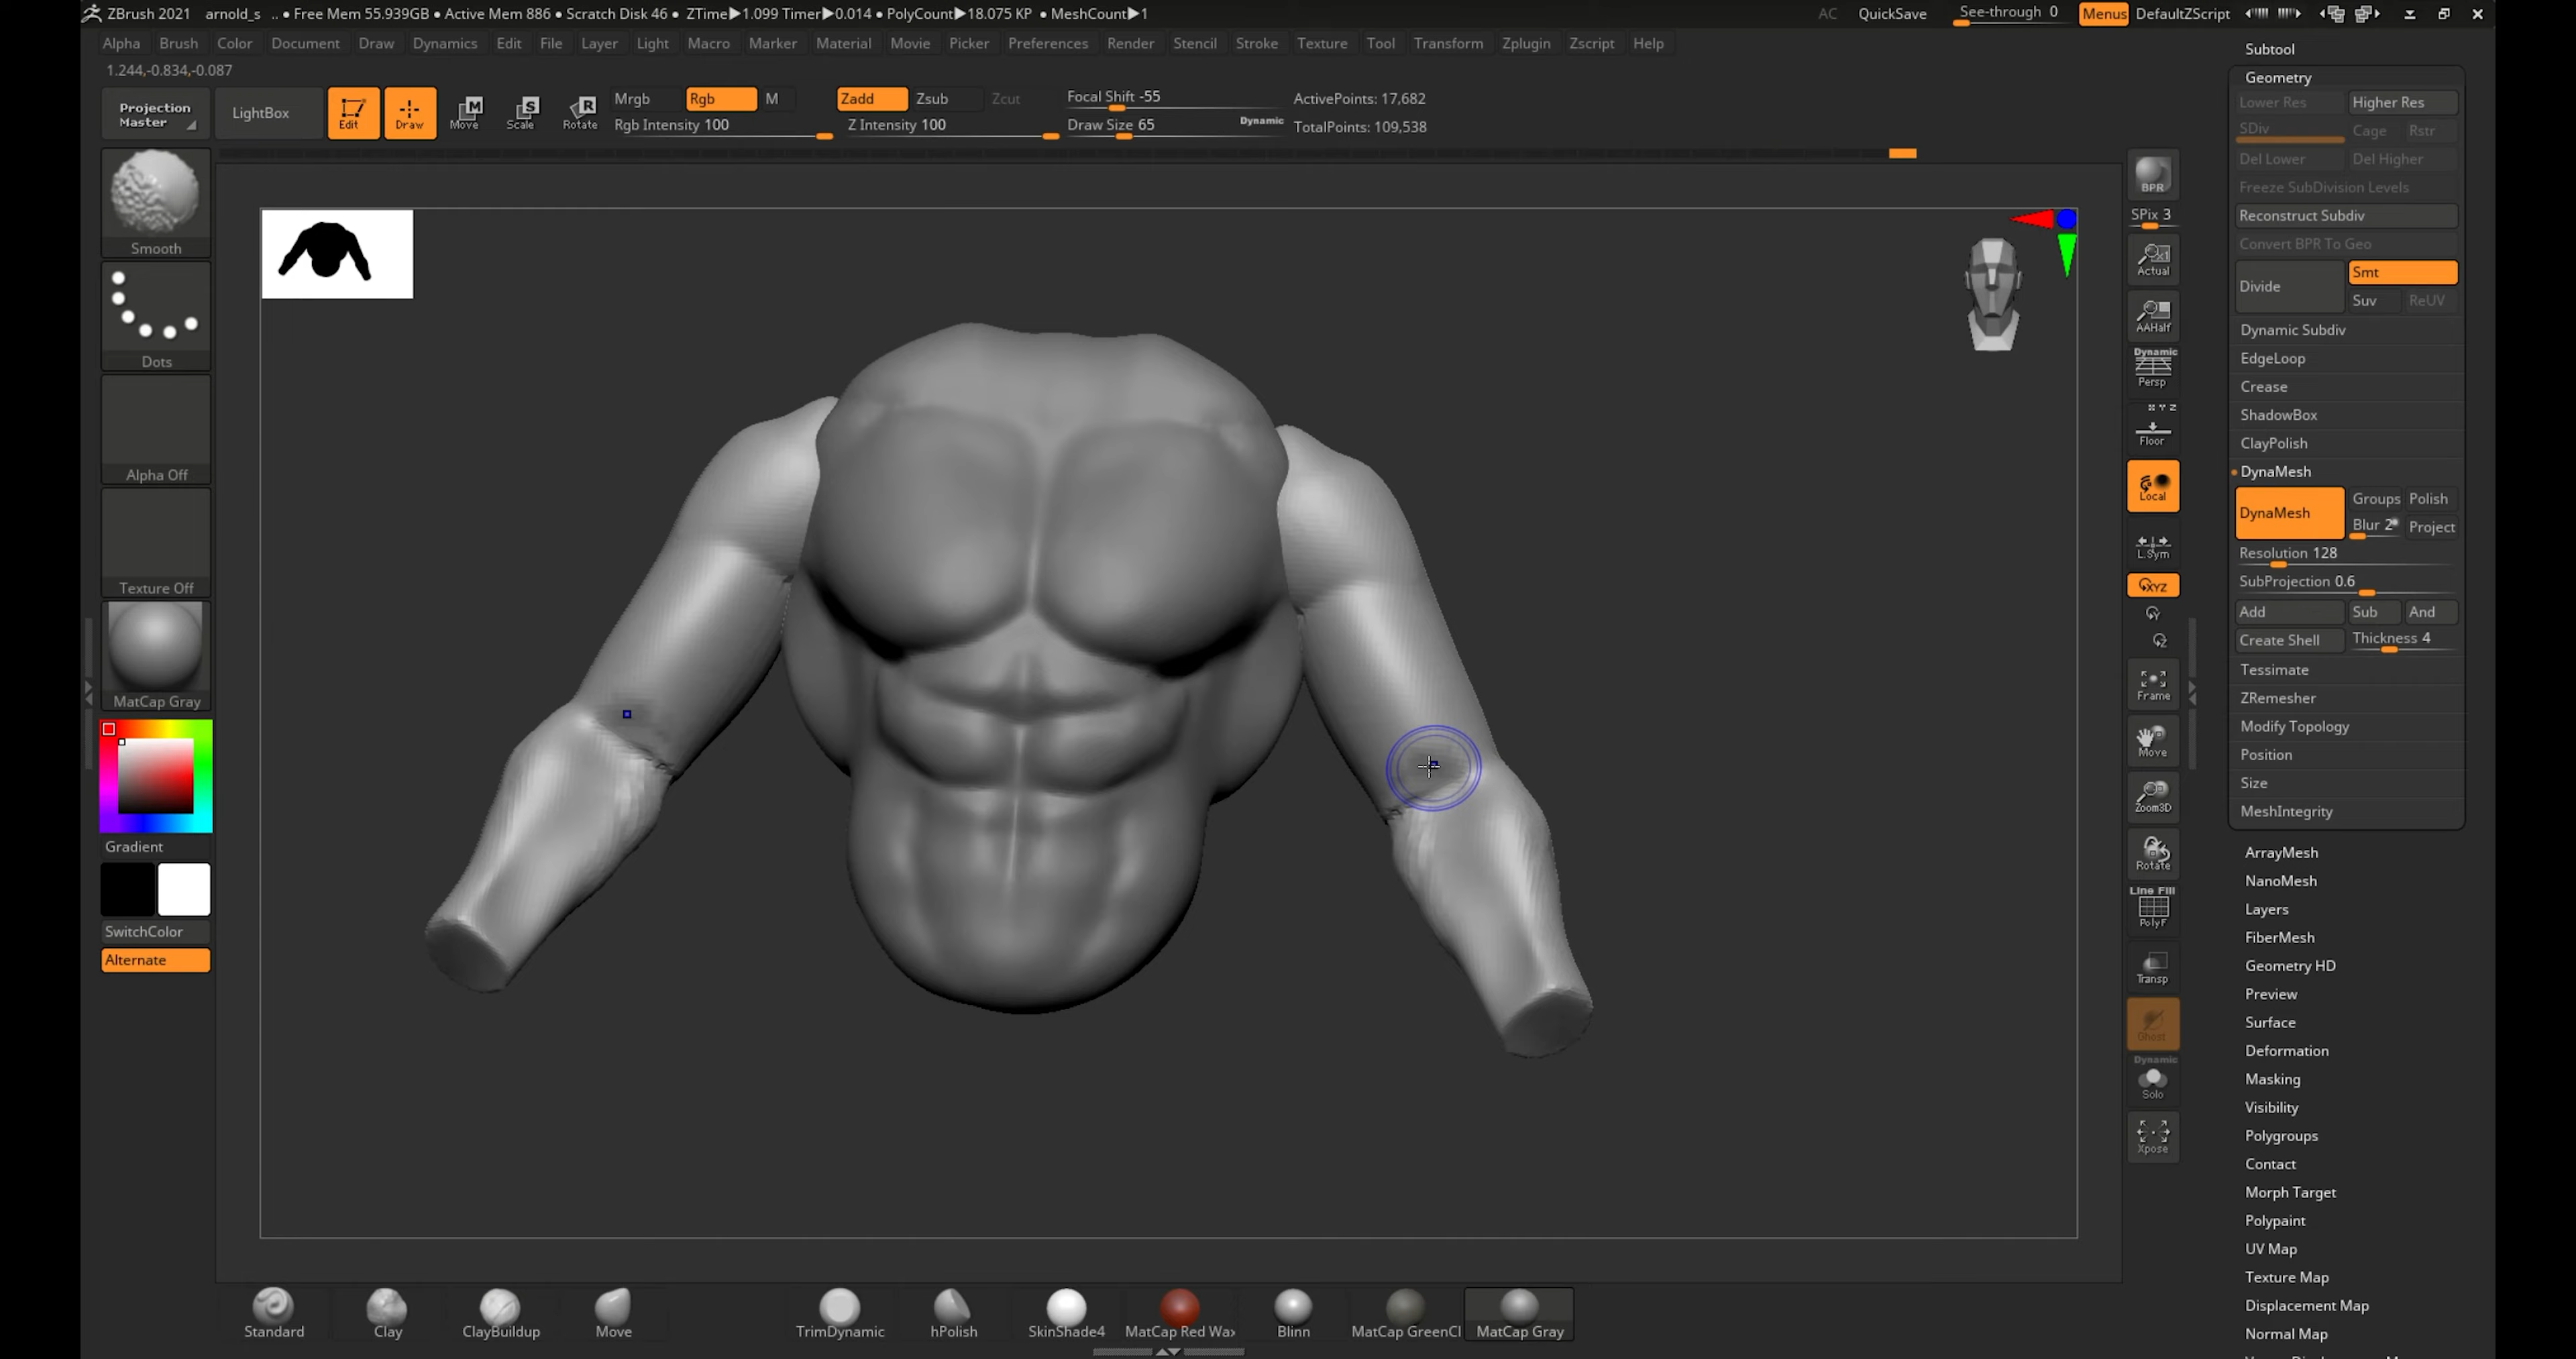 ZBrush 2021 arnold_s .. • Free Mem 55.939GB • Active Mem 886 • Scratch Disk 46 • ZTime▶1.099 Timer▶0.014 • PolyCount▶18.075 KP • MeshCount▶1 AC QuickSave See-through 0 Menus DefaultZScript
Alpha Brush Color Document Draw Dynamics Edit File Layer Light Macro Marker Material Movie Picker Preferences Render Stencil Stroke Texture Tool Transform Zplugin Zscript Help
1.244,-0.834,-0.087
Projection Master
LightBox
Edit
Draw
Move
Scale
Rotate
Mrgb Rgb M
Rgb Intensity 100
Zadd Zsub Zcut
Z Intensity 100
Focal Shift -55
Draw Size 65
Dynamic
ActivePoints: 17,682
TotalPoints: 109,538
Smooth
Dots
Alpha Off
Texture Off
MatCap Gray
Gradient
SwitchColor
Alternate
BPR
SPix 3
Actual
AAHalf
Dynamic
Persp
X Y Z
Floor
Local
L.Sym
XYZ
Y
Z
Frame
Move
Zoom3D
Rotate
Line Fill
PolyF
Transp
Ghost
Dynamic
Solo
Xpose
Subtool
Geometry
Lower Res Higher Res
SDiv Cage Rstr
Del Lower Del Higher
Freeze SubDivision Levels
Reconstruct Subdiv
Convert BPR To Geo
Divide Smt
Suv ReUV
Dynamic Subdiv
EdgeLoop
Crease
ShadowBox
ClayPolish
DynaMesh
DynaMesh Groups Polish
Blur 2 Project
Resolution 128
SubProjection 0.6
Add Sub And
Create Shell Thickness 4
Tessimate
ZRemesher
Modify Topology
Position
Size
MeshIntegrity
ArrayMesh
NanoMesh
Layers
FiberMesh
Geometry HD
Preview
Surface
Deformation
Masking
Visibility
Polygroups
Contact
Morph Target
Polypaint
UV Map
Texture Map
Displacement Map
Normal Map
Standard Clay ClayBuildup Move TrimDynamic hPolish SkinShade4 MatCap Red Wax Blinn MatCap GreenCl MatCap Gray